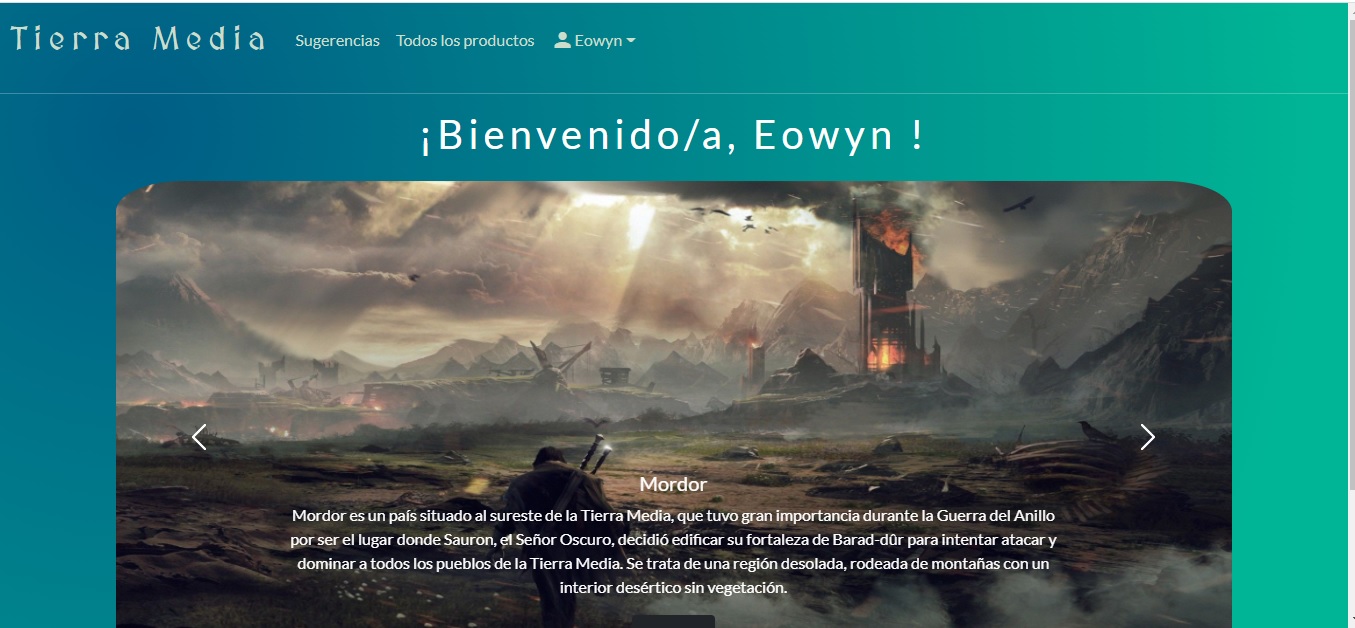 Tierra Media
Sugerencias
Todos los productos
Eowyn
¡Bienvenido/a, Eowyn !
Mordor
Mordor es un país situado al sureste de la Tierra Media, que tuvo gran importancia durante la Guerra del Anillo
por ser el lugar donde Sauron, el Señor Oscuro, decidió edificar su fortaleza de Barad-dûr para intentar atacar y
dominar a todos los pueblos de la Tierra Media. Se trata de una región desolada, rodeada de montañas con un
interior desértico sin vegetación.